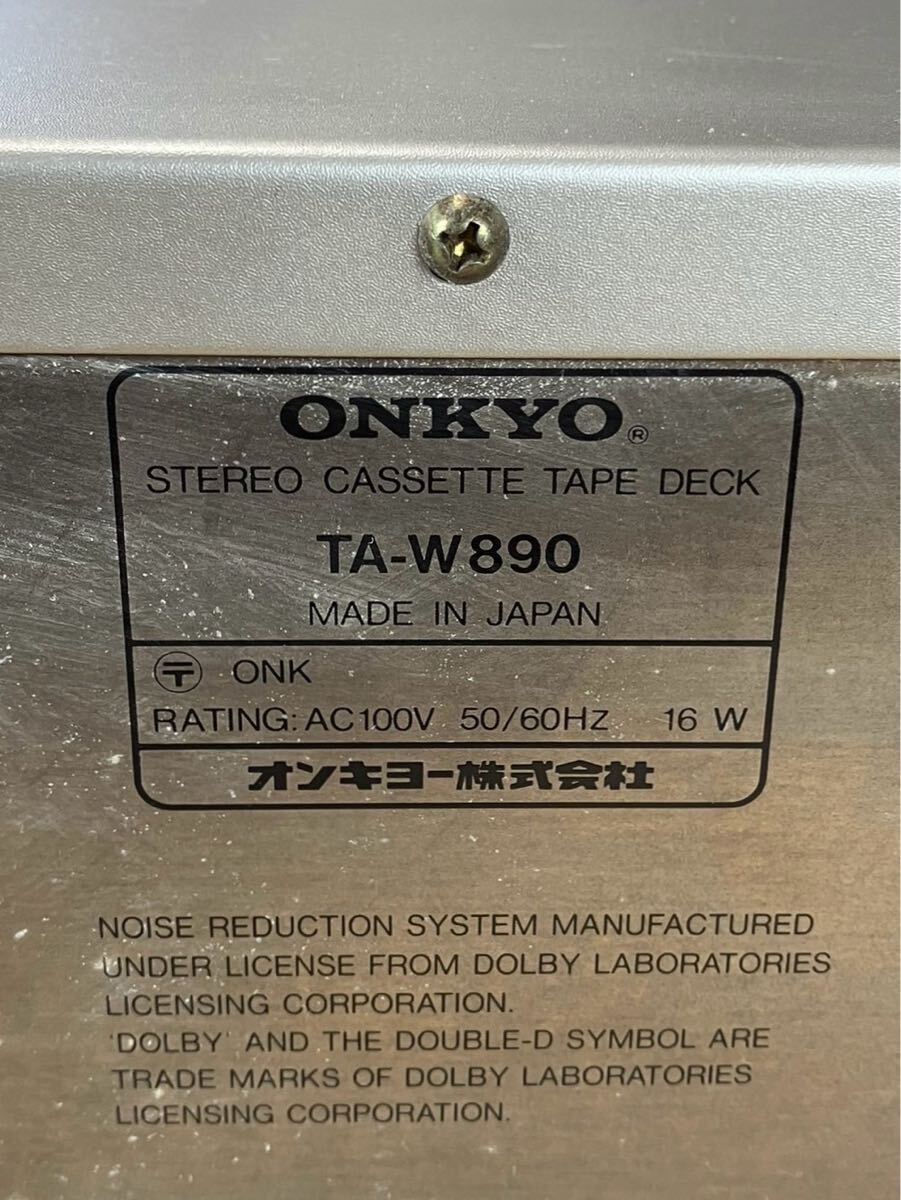 ONKYO®
STEREO CASSETTE TAPE DECK
TA-W890
MADE IN JAPAN
〶 ONK
RATING: AC100V 50/60Hz 16 W
オンキヨー株式会社
NOISE REDUCTION SYSTEM MANUFACTURED
UNDER LICENSE FROM DOLBY LABORATORIES
LICENSING CORPORATION.
'DOLBY' AND THE DOUBLE-D SYMBOL ARE
TRADE MARKS OF DOLBY LABORATORIES
LICENSING CORPORATION.